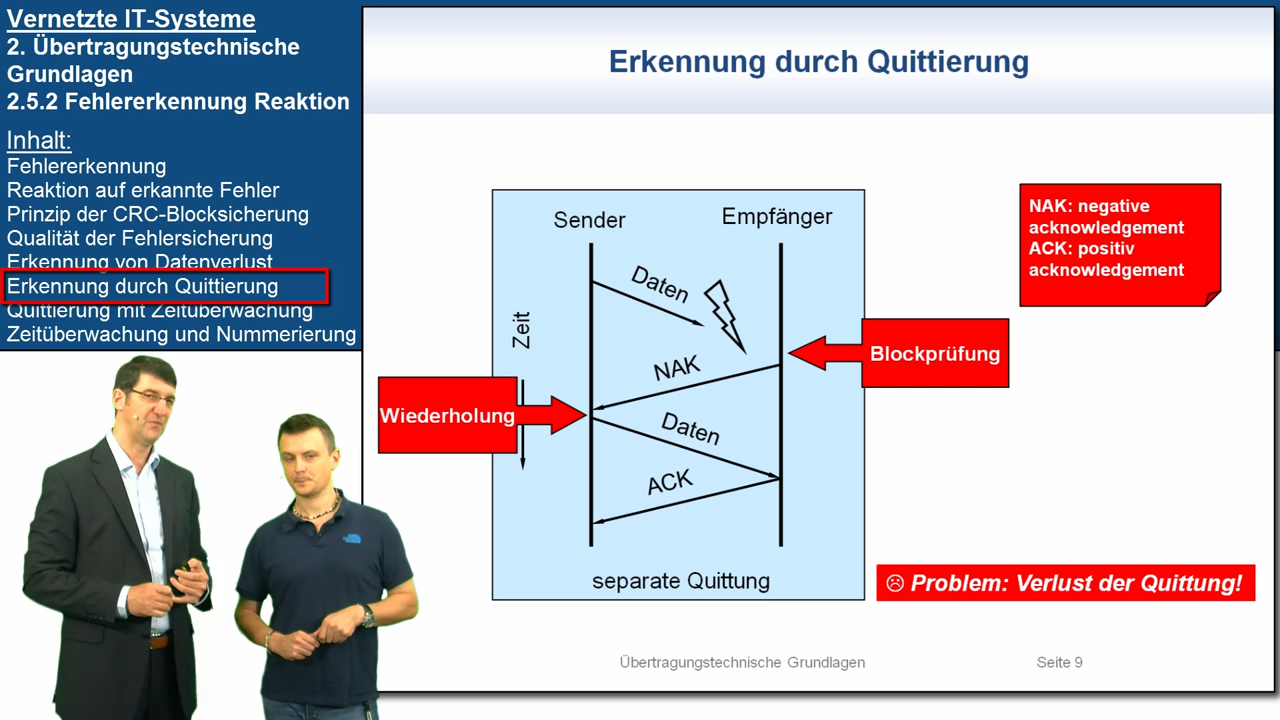 Vernetzte IT-Systeme
2. Übertragungstechnische
Grundlagen
2.5.2 Fehlererkennung Reaktion
Inhalt:
Fehlererkennung
Reaktion auf erkannte Fehler
Prinzip der CRC-Blocksicherung
Qualität der Fehlersicherung
Erkennung von Datenverlust
Erkennung durch Quittierung
Quittierung mit Zeitüberwachung
Zeitüberwachung und Nummerierung
Erkennung durch Quittierung
Sender
Empfänger
Daten
Zeit
NAK
Daten
ACK
separate Quittung
Wiederholung
Blockprüfung
NAK: negative
acknowledgement
ACK: positiv
acknowledgement
☹ Problem: Verlust der Quittung!
Übertragungstechnische Grundlagen
Seite 9